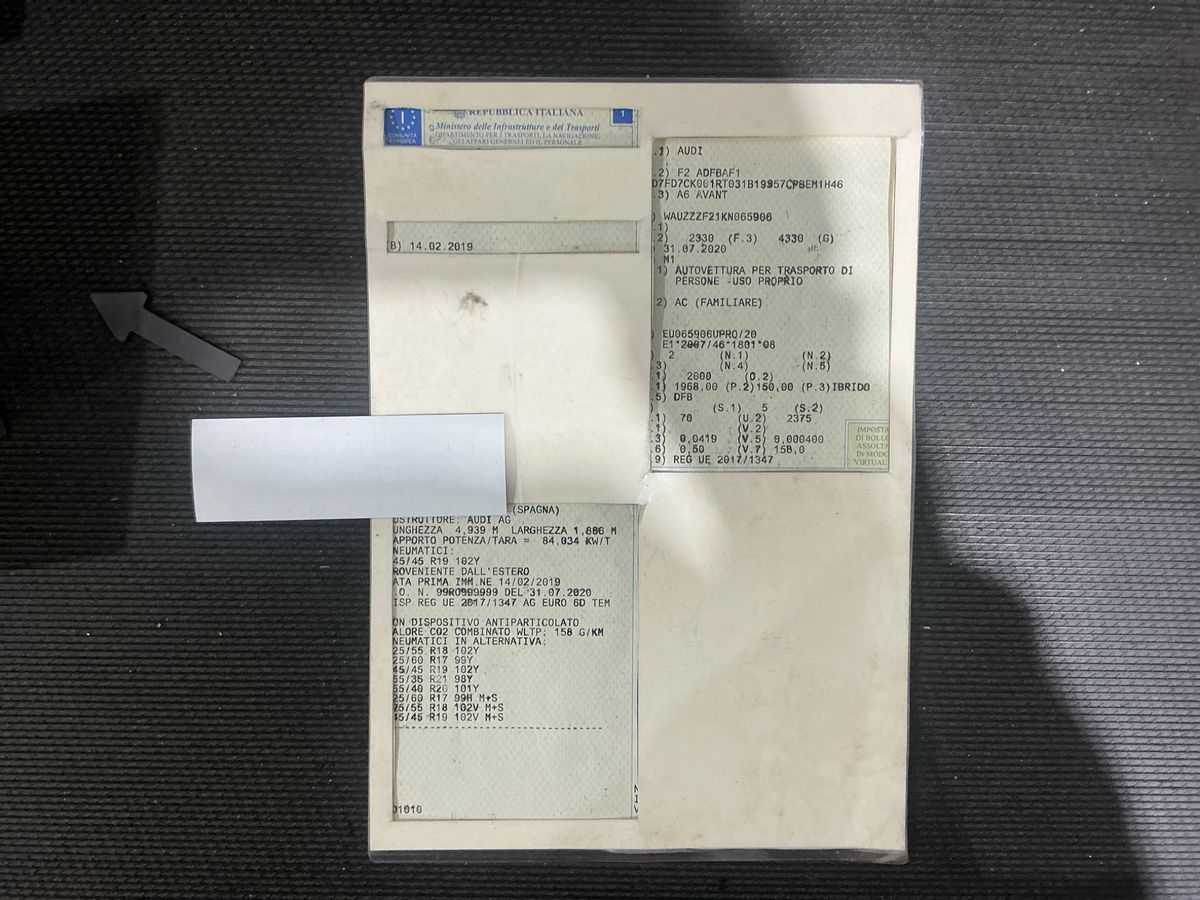 REPUBBLICA ITALIANA
1
I
COMUNITÀ
EUROPEA
Ministero delle Infrastrutture e dei Trasporti
DIPARTIMENTO PER I TRASPORTI, LA NAVIGAZIONE,
GLI AFFARI GENERALI ED IL PERSONALE
B) 14.02.2019
(SPAGNA)
OSTRUTTORE: AUDI AG
UNGHEZZA 4,939 M LARGHEZZA 1,886 M
APPORTO POTENZA/TARA = 84,034 KW/T
NEUMATICI:
45/45 R19 102Y
ROVENIENTE DALL'ESTERO
ATA PRIMA IMM.NE 14/02/2019
.O. N. 99R0999999 DEL 31.07.2020
ISP REG UE 2017/1347 AG EURO 6D TEM
ON DISPOSITIVO ANTIPARTICOLATO
ALORE CO2 COMBINATO WLTP: 158 G/KM
NEUMATICI IN ALTERNATIVA:
25/55 R18 102Y
25/60 R17 99Y
45/45 R19 102Y
55/35 R21 98Y
55/40 R20 101Y
25/60 R17 99H M+S
25/55 R18 102V M+S
45/45 R19 102V M+S
01010
.1) AUDI
.2) F2 ADFBAF1
D7FD7CK061RT031B19957CPBEM1H46
.3) A6 AVANT
) WAUZZZF21KN065906
.1)
.2) 2330 (F.3) 4330 (G)
31.07.2020
M1
1) AUTOVETTURA PER TRASPORTO DI
PERSONE -USO PROPRIO
2) AC (FAMILIARE)
) EU065906UPRQ/20
E1*2007/46*1801*08
) 2 (N.1) (N.2)
3) (N.4) (N.5)
.1) 2000 (O.2)
.1) 1968,00 (P.2)150,00 (P.3)IBRIDO
.5) DFB
) (S.1) 5 (S.2)
.1) 70 (U.2) 2375
.1) (V.2)
.3) 0,0419 (V.5) 0,000400
.6) 0,50 (V.7) 158,0
.9) REG UE 2017/1347
IMPOSTA
DI BOLLO
ASSOLTA
IN MODO
VIRTUAL